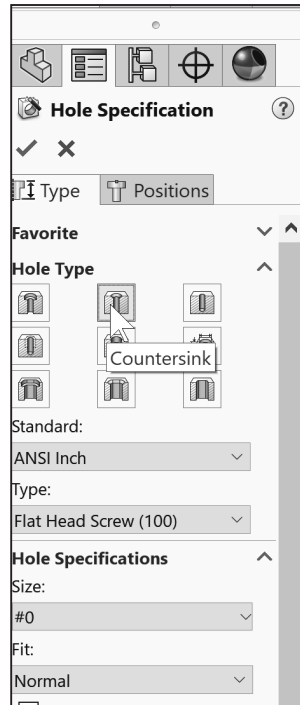 Hole Specification
?
Type
Positions
Favorite
Hole Type
Countersink
Standard:
ANSI Inch
Type:
Flat Head Screw (100)
Hole Specifications
Size:
#0
Fit:
Normal